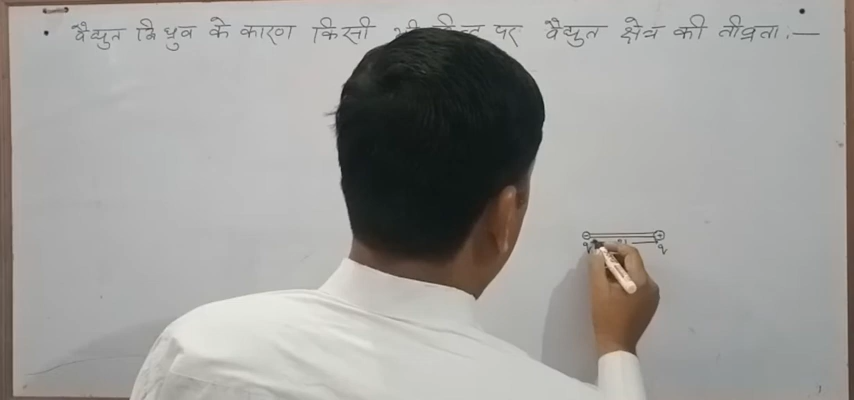 • वैद्युत द्विध्रुव के कारण किसी पर वैद्युत क्षेत्र की तीव्रता :—
q q